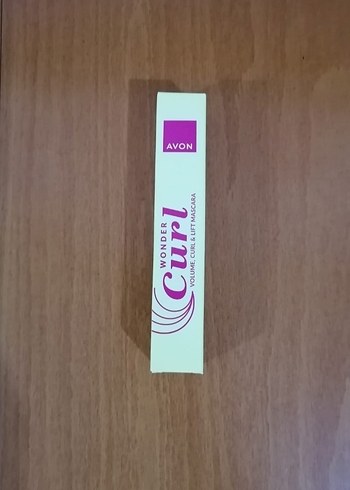 AVON
WONDER
Curl
VOLUME, CURL & LIFT MASCARA